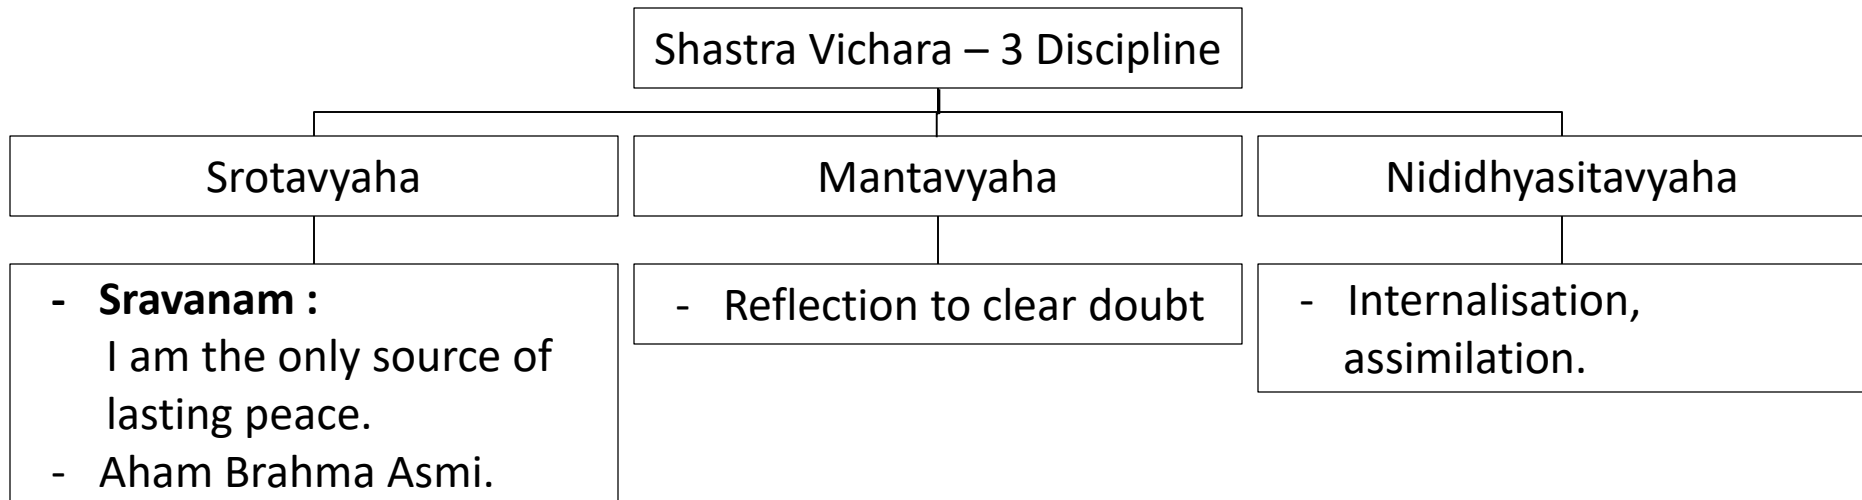 Shastra Vichara – 3 Discipline
Srotavyaha
Mantavyaha
Nididhyasitavyaha
- Sravanam :
I am the only source of
lasting peace.
- Aham Brahma Asmi.
- Reflection to clear doubt
- Internalisation,
assimilation.